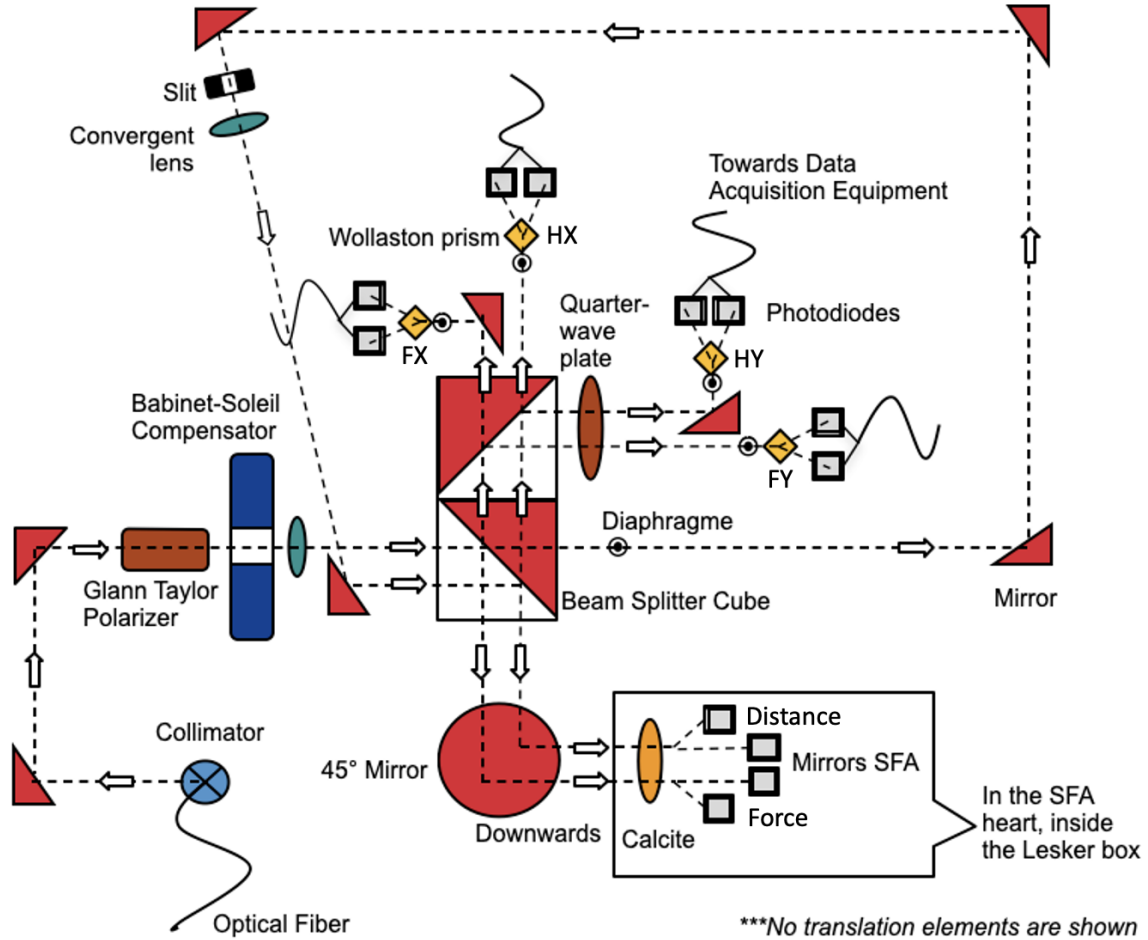 Slit
Convergent
lens
Towards Data
Acquisition Equipment
Wollaston prism
HX
Quarter-
wave
plate
Photodiodes
FX
HY
Babinet-Soleil
Compensator
FY
Diaphragme
Glann Taylor
Polarizer
Beam Splitter Cube
Mirror
Collimator
Distance
45° Mirror
Mirrors SFA
Force
Downwards
Calcite
In the SFA
heart, inside
the Lesker box
Optical Fiber
***No translation elements are shown